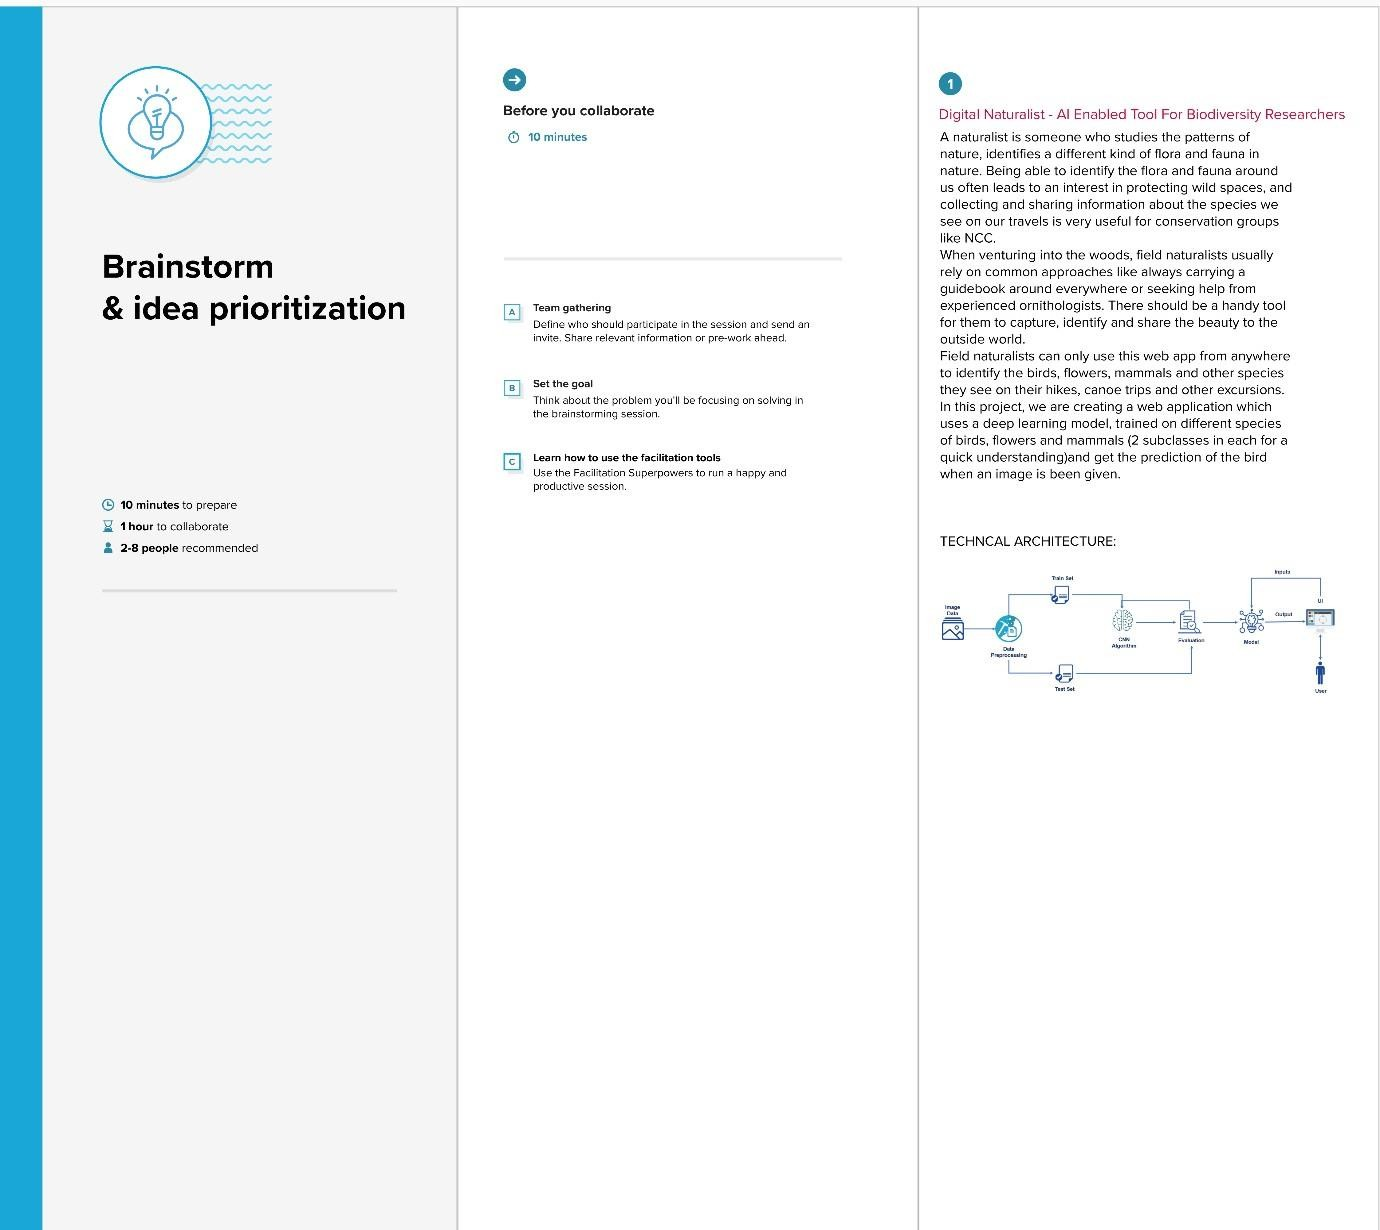 Brainstorm
& idea prioritization
10 minutes to prepare
1 hour to collaborate
2-8 people recommended
Before you collaborate
10 minutes
A
Team gathering
Define who should participate in the session and send an
invite. Share relevant information or pre-work ahead.
B
Set the goal
Think about the problem you'll be focusing on solving in
the brainstorming session.
C
Learn how to use the facilitation tools
Use the Facilitation Superpowers to run a happy and
productive session.
1
Digital Naturalist - AI Enabled Tool For Biodiversity Researchers
A naturalist is someone who studies the patterns of
nature, identifies a different kind of flora and fauna in
nature. Being able to identify the flora and fauna around
us often leads to an interest in protecting wild spaces, and
collecting and sharing information about the species we
see on our travels is very useful for conservation groups
like NCC.
When venturing into the woods, field naturalists usually
rely on common approaches like always carrying a
guidebook around everywhere or seeking help from
experienced ornithologists. There should be a handy tool
for them to capture, identify and share the beauty to the
outside world.
Field naturalists can only use this web app from anywhere
to identify the birds, flowers, mammals and other species
they see on their hikes, canoe trips and other excursions.
In this project, we are creating a web application which
uses a deep learning model, trained on different species
of birds, flowers and mammals (2 subclasses in each for a
quick understanding)and get the prediction of the bird
when an image is been given.
TECHNCAL ARCHITECTURE:
Image
Data
Data
Preprocessing
Train Set
Test Set
CNN
Algorithm
Evaluation
Model
Inputs
Output
UI
User